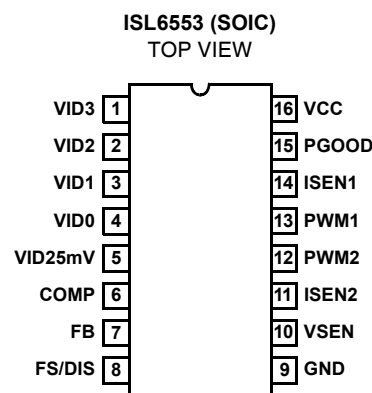 ISL6553 (SOIC)
TOP VIEW
VID3 1 16 VCC
VID2 2 15 PGOOD
VID1 3 14 ISEN1
VID0 4 13 PWM1
VID25mV 5 12 PWM2
COMP 6 11 ISEN2
FB 7 10 VSEN
FS/DIS 8 9 GND